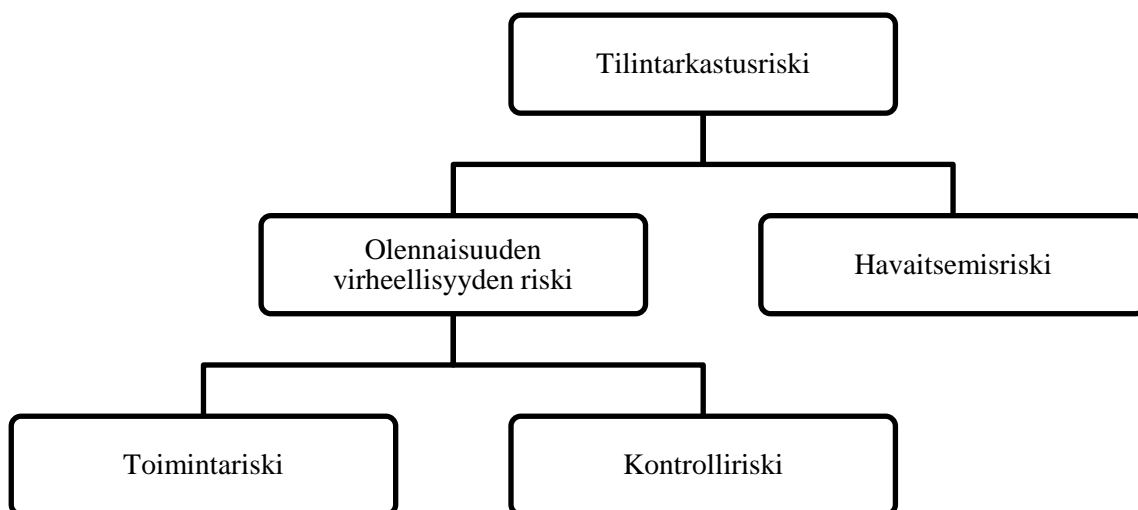 Tilintarkastusriski
Olennaisuuden
virheellisyyden riski
Havaitsemisriski
Toimintariski
Kontrolliriski